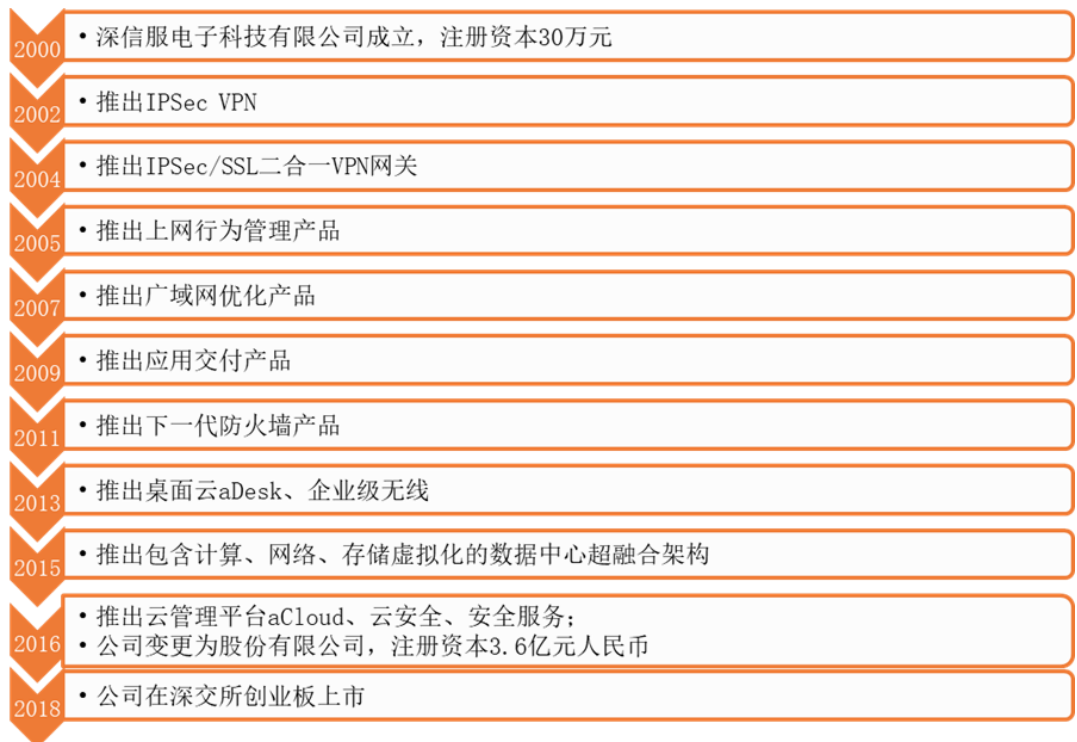 2000
• 深信服电子科技有限公司成立，注册资本30万元
2002
• 推出IPSec VPN
2004
• 推出IPSec/SSL二合一VPN网关
2005
• 推出上网行为管理产品
2007
• 推出广域网优化产品
2009
• 推出应用交付产品
2011
• 推出下一代防火墙产品
2013
• 推出桌面云aDesk、企业级无线
2015
• 推出包含计算、网络、存储虚拟化的数据中心超融合架构
2016
• 推出云管理平台aCloud、云安全、安全服务；
• 公司变更为股份有限公司，注册资本3.6亿元人民币
2018
• 公司在深交所创业板上市